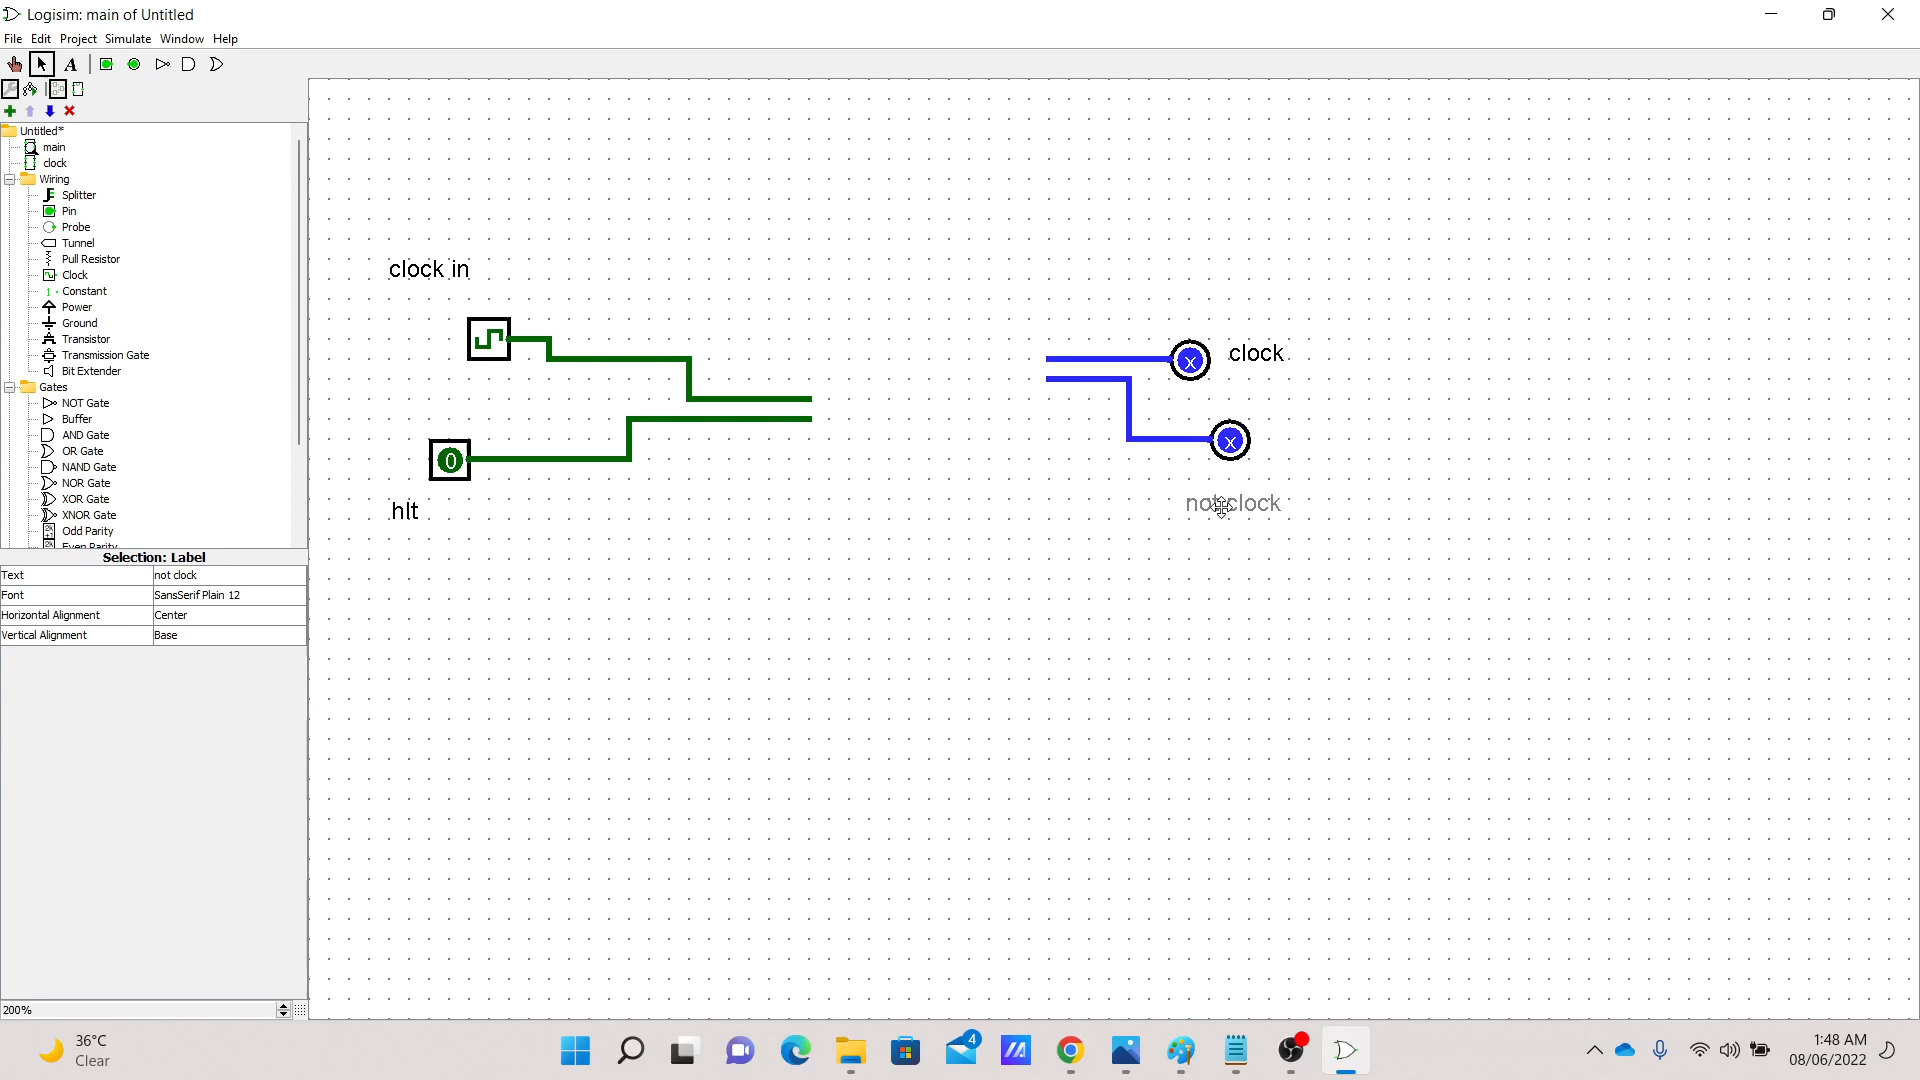 Logisim: main of Untitled
File Edit Project Simulate Window Help
A
Untitled*
main
clock
Wiring
Splitter
Pin
Probe
Tunnel
Pull Resistor
Clock
1 Constant
Power
Ground
Transistor
Transmission Gate
Bit Extender
Gates
NOT Gate
Buffer
AND Gate
OR Gate
NAND Gate
NOR Gate
XOR Gate
XNOR Gate
Odd Parity
Even Parity
Selection: Label
Text not clock
Font SansSerif Plain 12
Horizontal Alignment Center
Vertical Alignment Base
200%
clock in
0
hlt
x clock
x
not clock
36°C
Clear
4
1:48 AM
08/06/2022